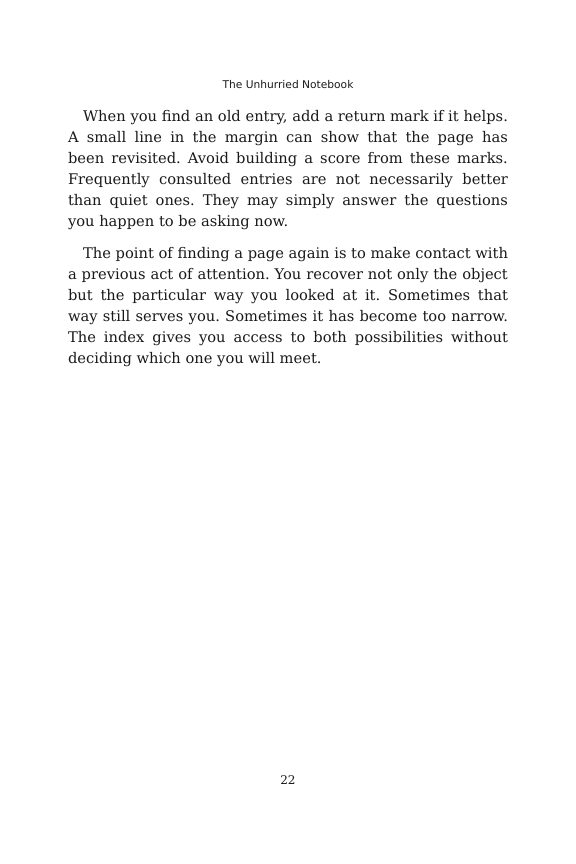 The Unhurried Notebook
When you find an old entry, add a return mark if it helps.
A small line in the margin can show that the page has
been revisited. Avoid building a score from these marks.
Frequently consulted entries are not necessarily better
than quiet ones. They may simply answer the questions
you happen to be asking now.
The point of finding a page again is to make contact with
a previous act of attention. You recover not only the object
but the particular way you looked at it. Sometimes that
way still serves you. Sometimes it has become too narrow.
The index gives you access to both possibilities without
deciding which one you will meet.
22